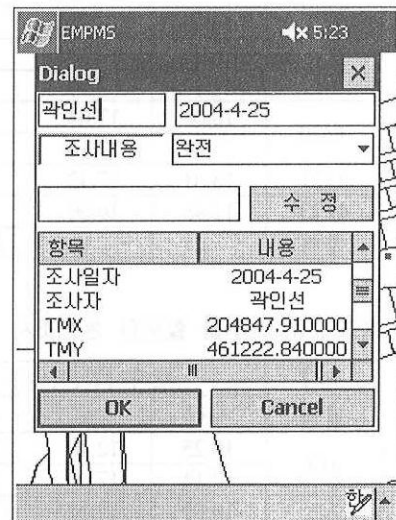 EMPMS 5:23
Dialog
곽인선 2004-4-25
조사내용 완전
수 정
항목 내용
조사일자 2004-4-25
조사자 곽인선
TMX 204847.910000
TMY 461222.840000
OK Cancel
한